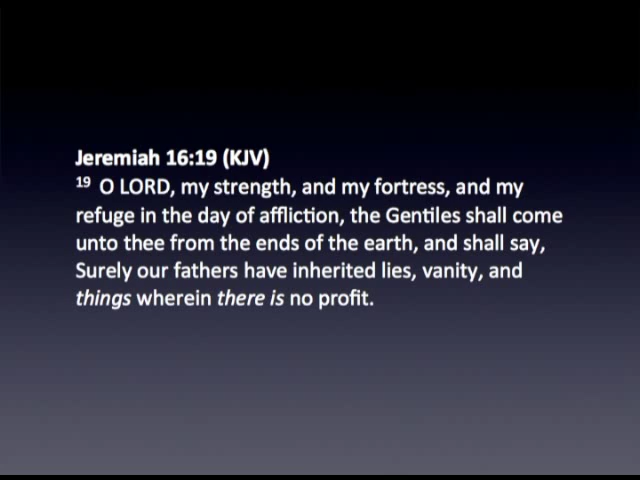 Jeremiah 16:19 (KJV)
19 O LORD, my strength, and my fortress, and my
refuge in the day of affliction, the Gentiles shall come
unto thee from the ends of the earth, and shall say,
Surely our fathers have inherited lies, vanity, and
things wherein there is no profit.